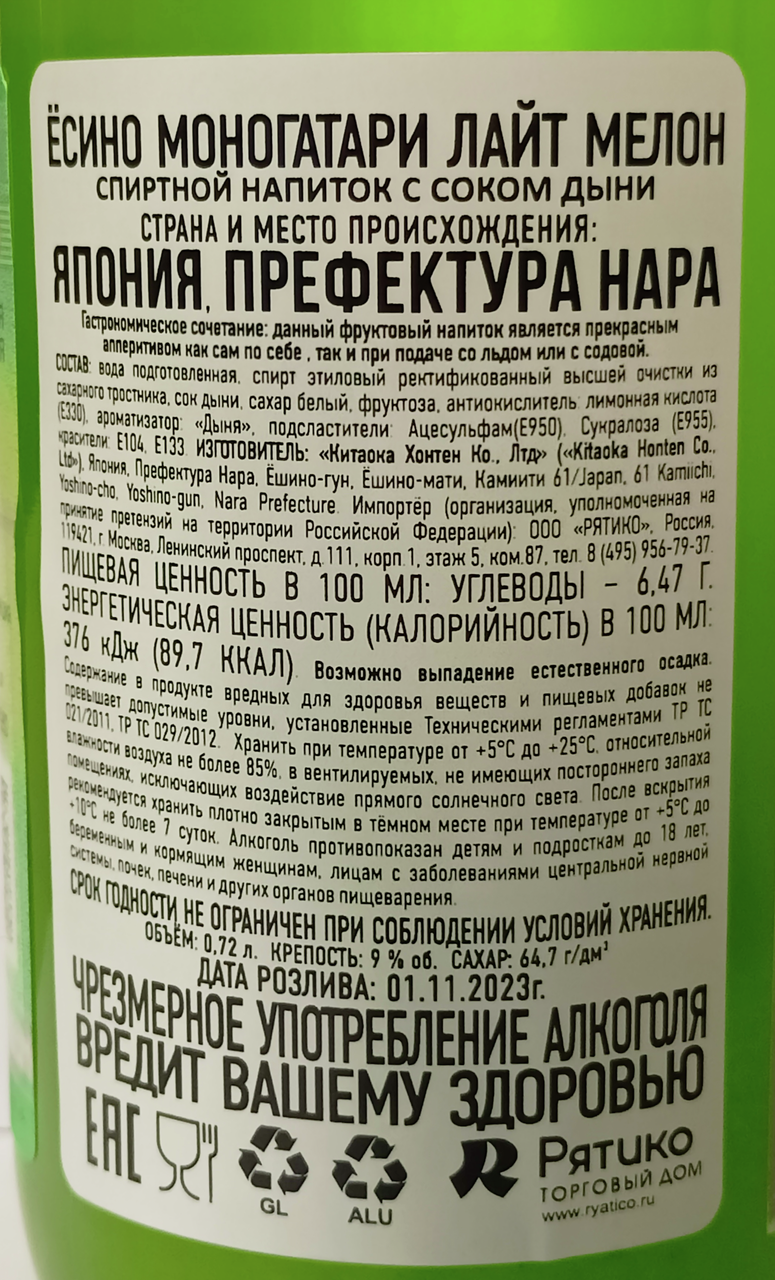 ЁСИНО МОНОГАТАРИ ЛАЙТ МЕЛОН
СПИРТНОЙ НАПИТОК С СОКОМ ДЫНИ
СТРАНА И МЕСТО ПРОИСХОЖДЕНИЯ:
ЯПОНИЯ, ПРЕФЕКТУРА НАРА
Гастрономическое сочетание: данный фруктовый напиток является прекрасным
апперитивом как сам по себе , так и при подаче со льдом или с содовой.
СОСТАВ: вода подготовленная, спирт этиловый ректификованный высшей очистки из
сахарного тростника, сок дыни, сахар белый, фруктоза, антиокислитель: лимонная кислота
(Е330), ароматизатор: «Дыня», подсластители: Ацесульфам(Е950), Сукралоза (Е955),
красители: Е104, Е133. ИЗГОТОВИТЕЛЬ: «Китаока Хонтен Ко., Лтд» («Kitaoka Honten Co.,
Ltd»), Япония, Префектура Нара, Ёшино-гун, Ёшино-мати, Камиити 61/Japan, 61 Kamiichi,
Yoshino-cho, Yoshino-gun, Nara Prefecture. Импортёр (организация, уполномоченная на
принятие претензий на территории Российской Федерации): ООО «РЯТИКО», Россия,
119421, г. Москва, Ленинский проспект, д.111, корп.1, этаж 5, ком.87, тел. 8 (495) 956-79-37.
ПИЩЕВАЯ ЦЕННОСТЬ В 100 МЛ: УГЛЕВОДЫ – 6,47 Г.
ЭНЕРГЕТИЧЕСКАЯ ЦЕННОСТЬ (КАЛОРИЙНОСТЬ) В 100 МЛ:
376 кДж (89,7 ККАЛ). Возможно выпадение естественного осадка.
Содержание в продукте вредных для здоровья веществ и пищевых добавок не
превышает допустимые уровни, установленные Техническими регламентами ТР ТС
021/2011, ТР ТС 029/2012. Хранить при температуре от +5°С до +25°С, относительной
влажности воздуха не более 85%, в вентилируемых, не имеющих постороннего запаха
помещениях, исключающих воздействие прямого солнечного света. После вскрытия
рекомендуется хранить плотно закрытым в тёмном месте при температуре от +5°С до
+10°С не более 7 суток. Алкоголь противопоказан детям и подросткам до 18 лет,
беременным и кормящим женщинам, лицам с заболеваниями центральной нервной
системы, почек, печени и других органов пищеварения.
СРОК ГОДНОСТИ НЕ ОГРАНИЧЕН ПРИ СОБЛЮДЕНИИ УСЛОВИЙ ХРАНЕНИЯ.
ОБЪЁМ: 0,72 л. КРЕПОСТЬ: 9 % об. САХАР: 64,7 г/дм³
ДАТА РОЗЛИВА: 01.11.2023г.
ЧРЕЗМЕРНОЕ УПОТРЕБЛЕНИЕ АЛКОГОЛЯ
ВРЕДИТ ВАШЕМУ ЗДОРОВЬЮ
EAC
GL
ALU
РЯТИКО
ТОРГОВЫЙ ДОМ
www.ryatico.ru